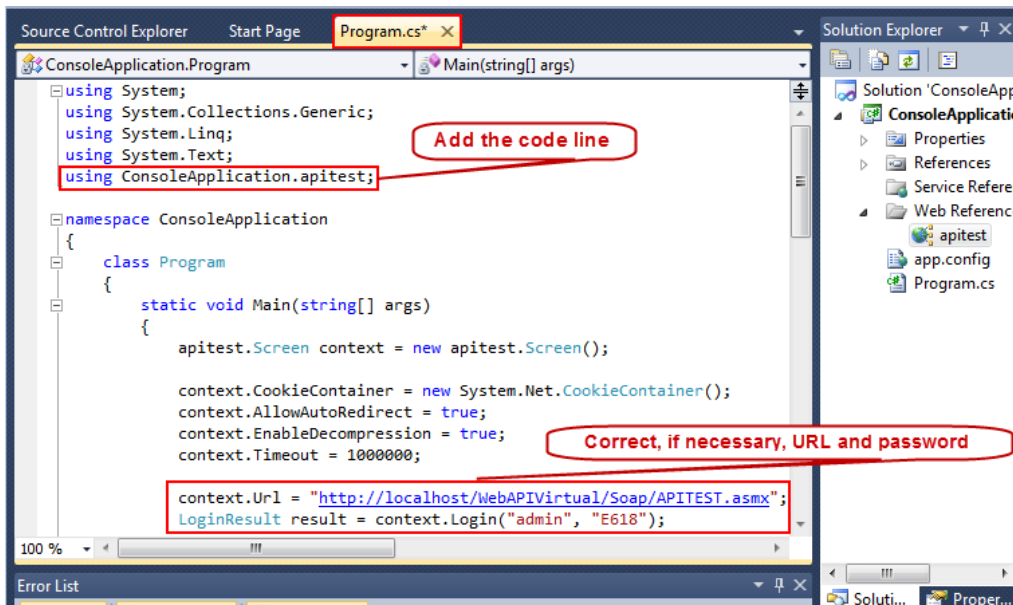 Source Control Explorer Start Page Program.cs*
ConsoleApplication.Program Main(string[] args)
using System;
using System.Collections.Generic;
using System.Linq;
using System.Text;
using ConsoleApplication.apitest;
Add the code line
namespace ConsoleApplication
{
class Program
{
static void Main(string[] args)
{
apitest.Screen context = new apitest.Screen();
context.CookieContainer = new System.Net.CookieContainer();
context.AllowAutoRedirect = true;
context.EnableDecompression = true;
context.Timeout = 1000000;
Correct, if necessary, URL and password
context.Url = "http://localhost/WebAPIVirtual/Soap/APITEST.asmx";
LoginResult result = context.Login("admin", "E618");
100 %
Error List
Solution Explorer
Solution 'ConsoleApp
ConsoleApplicati
Properties
References
Service Refere
Web Referenc
apitest
app.config
Program.cs
Soluti... Proper...